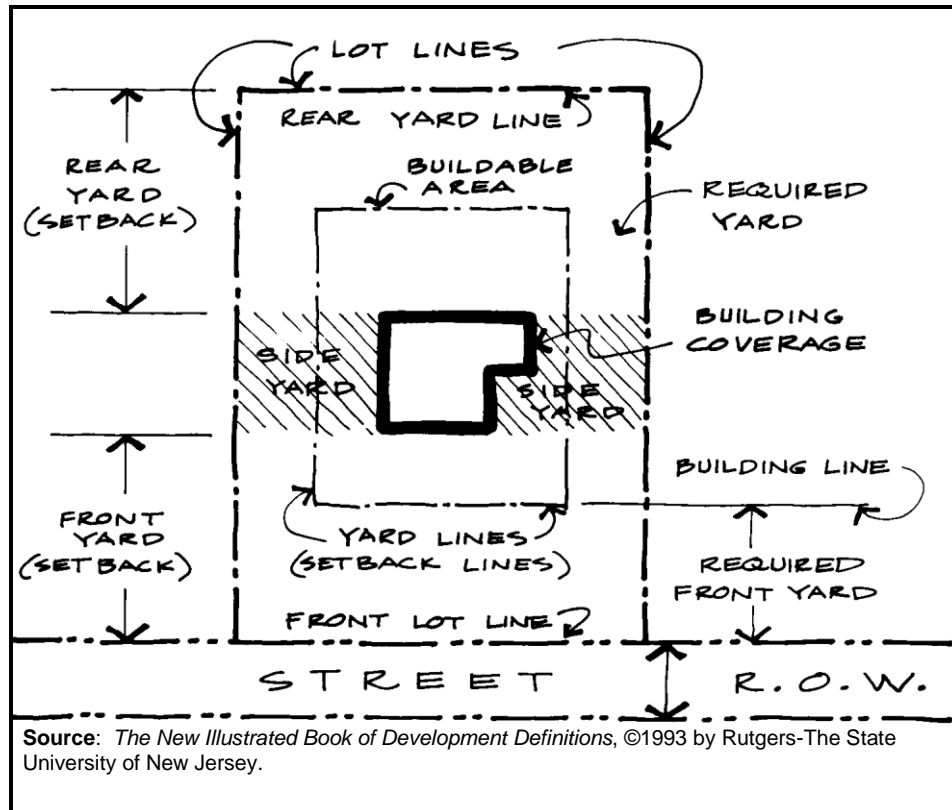 LOT LINES
REAR YARD LINE
BUILDABLE
AREA
REAR
YARD
(SETBACK)
REQUIRED
YARD
BUILDING
COVERAGE
SIDE
YARD
SIDE
YARD
BUILDING LINE
FRONT
YARD
(SETBACK)
YARD LINES
(SETBACK LINES)
REQUIRED
FRONT YARD
FRONT LOT LINE
STREET
R.O.W.
Source: The New Illustrated Book of Development Definitions, ©1993 by Rutgers-The State
University of New Jersey.